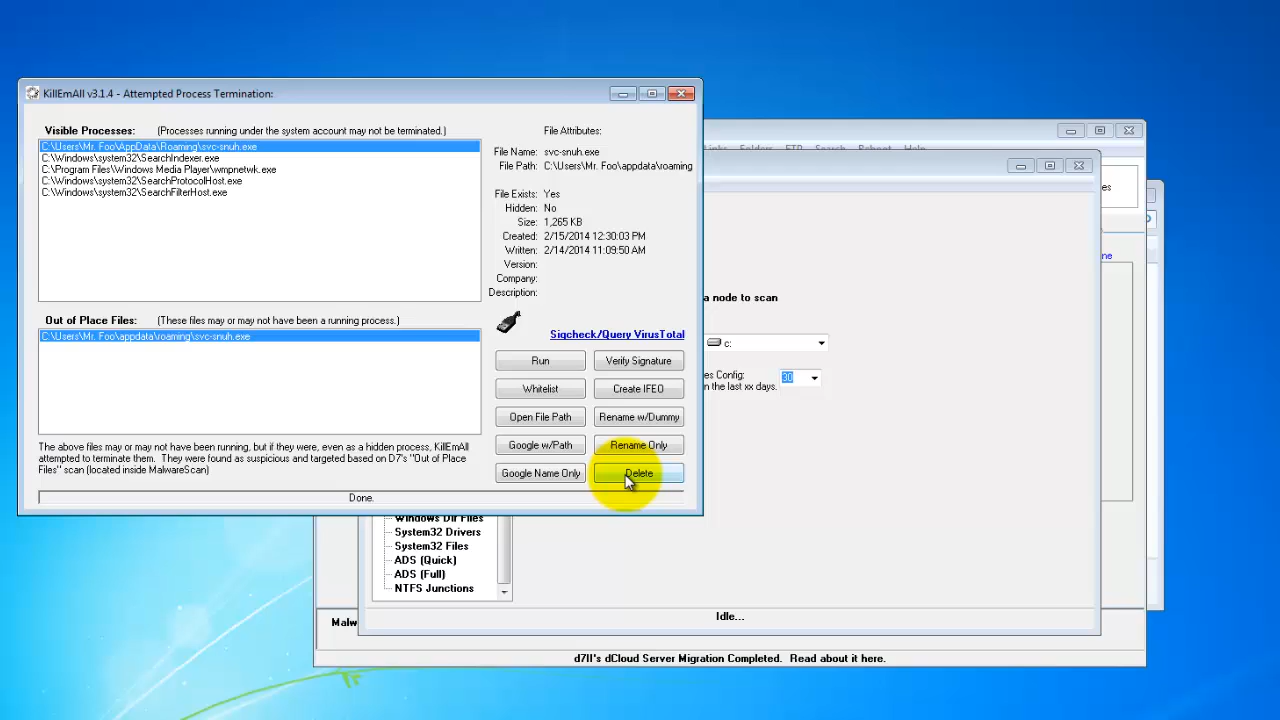 KillEmAll v3.1.4 - Attempted Process Termination:
Visible Processes: (Processes running under the system account may not be terminated.)
C:\Users\Mr. Foo\AppData\Roaming\svc-snuh.exe
C:\Windows\system32\SearchIndexer.exe
C:\Program Files\Windows Media Player\wmpnetwk.exe
C:\Windows\system32\SearchProtocolHost.exe
C:\Windows\system32\SearchFilterHost.exe
File Attributes:
File Name: svc-snuh.exe
File Path: C:\Users\Mr. Foo\appdata\roaming
File Exists: Yes
Hidden: No
Size: 1,265 KB
Created: 2/15/2014 12:30:03 PM
Written: 2/14/2014 11:09:50 AM
Version:
Company:
Description:
Out of Place Files: (These files may or may not have been a running process.)
C:\Users\Mr. Foo\appdata\roaming\svc-snuh.exe
Sigcheck/Query VirusTotal
Run
Verify Signature
Whitelist
Create IFEO
Open File Path
Rename w/Dummy
Google w/Path
Rename Only
Google Name Only
Delete
The above files may or may not have been running, but if they were, even as a hidden process, KillEmAll
attempted to terminate them. They were found as suspicious and targeted based on D7's "Out of Place
Files" scan (located inside MalwareScan)
Done.
Folders FTP Search Reboot Help
a node to scan
c:
es Config:
n the last xx days.
30
es
ne
Windows Dir Files
System32 Drivers
System32 Files
ADS (Quick)
ADS (Full)
NTFS Junctions
Idle...
Malw
d7II's dCloud Server Migration Completed. Read about it here.